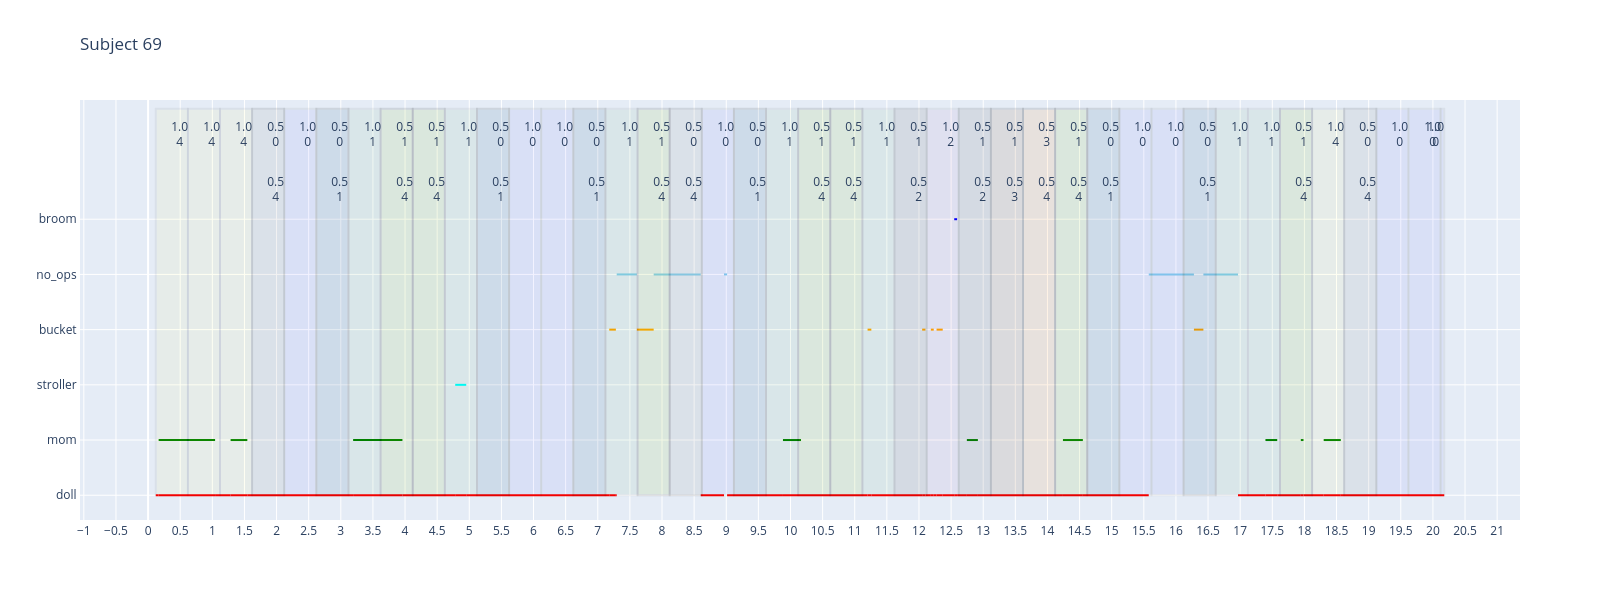 Subject 69
1.0 1.0 1.0 0.5 1.0 0.5 1.0 0.5 0.5 1.0 0.5 1.0 1.0 0.5 1.0 0.5 0.5 1.0 0.5 1.0 0.5 0.5 1.0 0.5 1.0 0.5 0.5 0.5 0.5 0.5 1.0 1.0 0.5 1.0 1.0 0.5 1.0 0.5 1.0
4 4 4 0 0 0 1 1 1 1 0 0 0 0 1 1 0 0 0 1 1 1 1 1 2 1 1 3 1 0 0 0 0 1 1 1 4 0 0
0.5 0.5 0.5 0.5 0.5 0.5 0.5 0.5 0.5 0.5 0.5 0.5 0.5 0.5 0.5 0.5 0.5 0.5 0.5 0.5
4 1 4 4 1 1 4 4 1 4 4 2 2 3 4 4 1 1 4 4
broom
no_ops
bucket
stroller
mom
doll
−1 −0.5 0 0.5 1 1.5 2 2.5 3 3.5 4 4.5 5 5.5 6 6.5 7 7.5 8 8.5 9 9.5 10 10.5 11 11.5 12 12.5 13 13.5 14 14.5 15 15.5 16 16.5 17 17.5 18 18.5 19 19.5 20 20.5 21